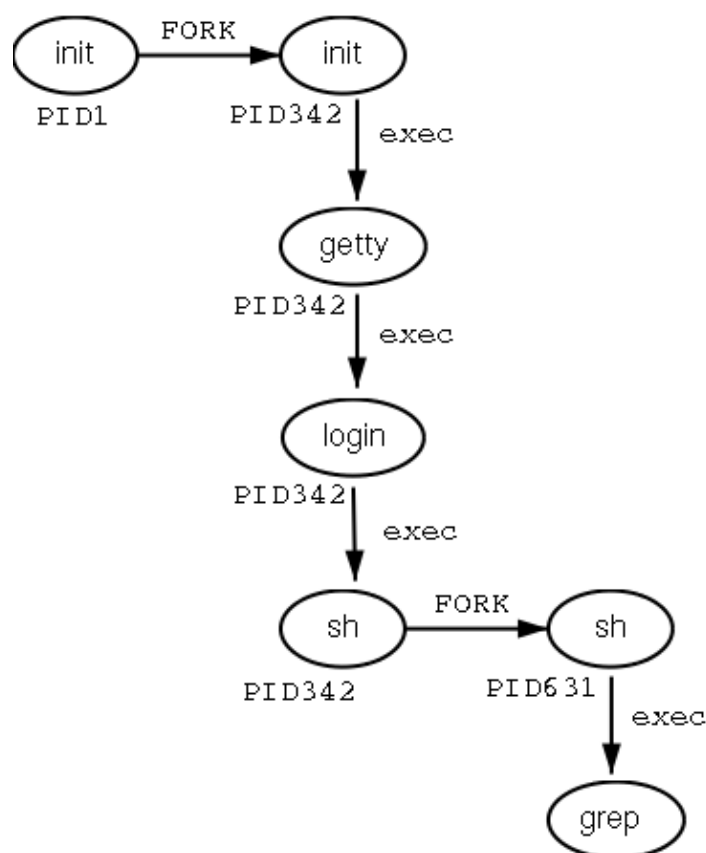 FORK
init
init
PID1
PID342
exec
getty
PID342
exec
login
PID342
exec
sh
FORK
sh
PID342
PID631
exec
grep